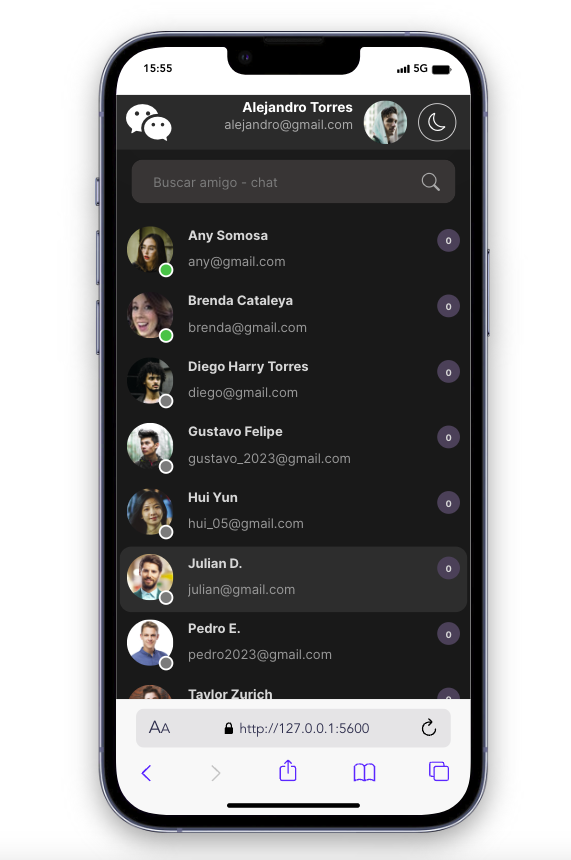 15:55
5G
Alejandro Torres
alejandro@gmail.com
Buscar amigo - chat
Any Somosa
0
any@gmail.com
Brenda Cataleya
0
brenda@gmail.com
Diego Harry Torres
0
diego@gmail.com
Gustavo Felipe
0
gustavo_2023@gmail.com
Hui Yun
0
hui_05@gmail.com
Julian D.
0
julian@gmail.com
Pedro E.
0
pedro2023@gmail.com
Taylor Zurich
0
AA
http://127.0.0.1:5600